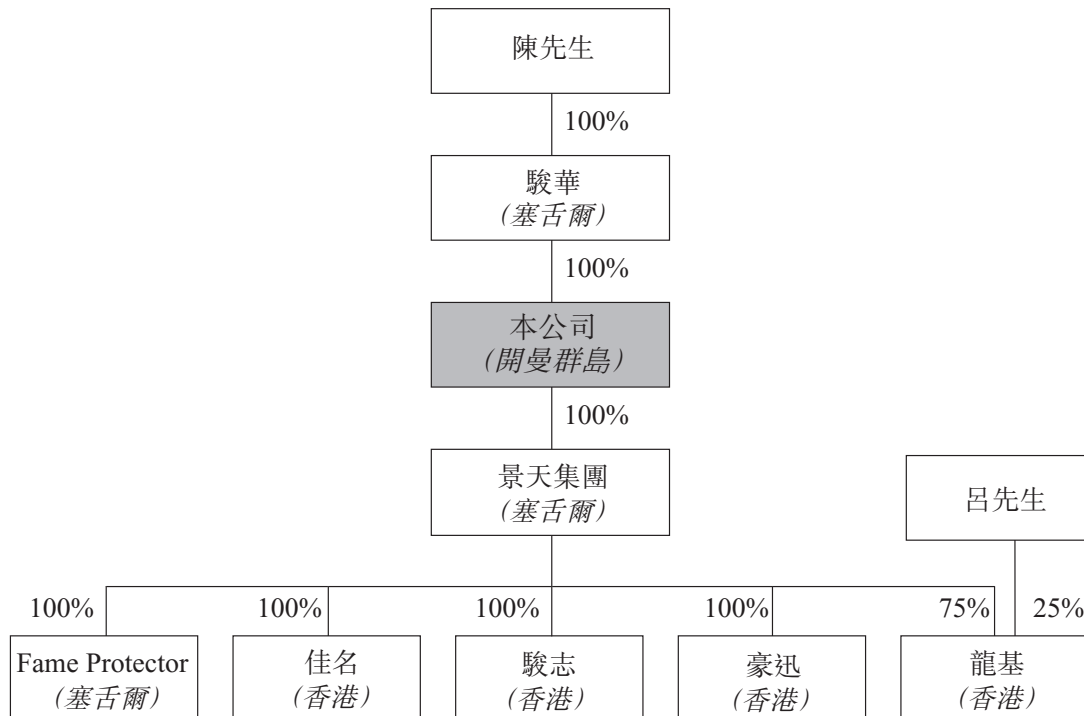 陳先生
100%
駿華
(塞舌爾)
100%
本公司
(開曼群島)
100%
景天集團
(塞舌爾)
呂先生
100%
100%
100%
100%
75%
25%
Fame Protector
(塞舌爾)
佳名
(香港)
駿志
(香港)
豪迅
(香港)
龍基
(香港)